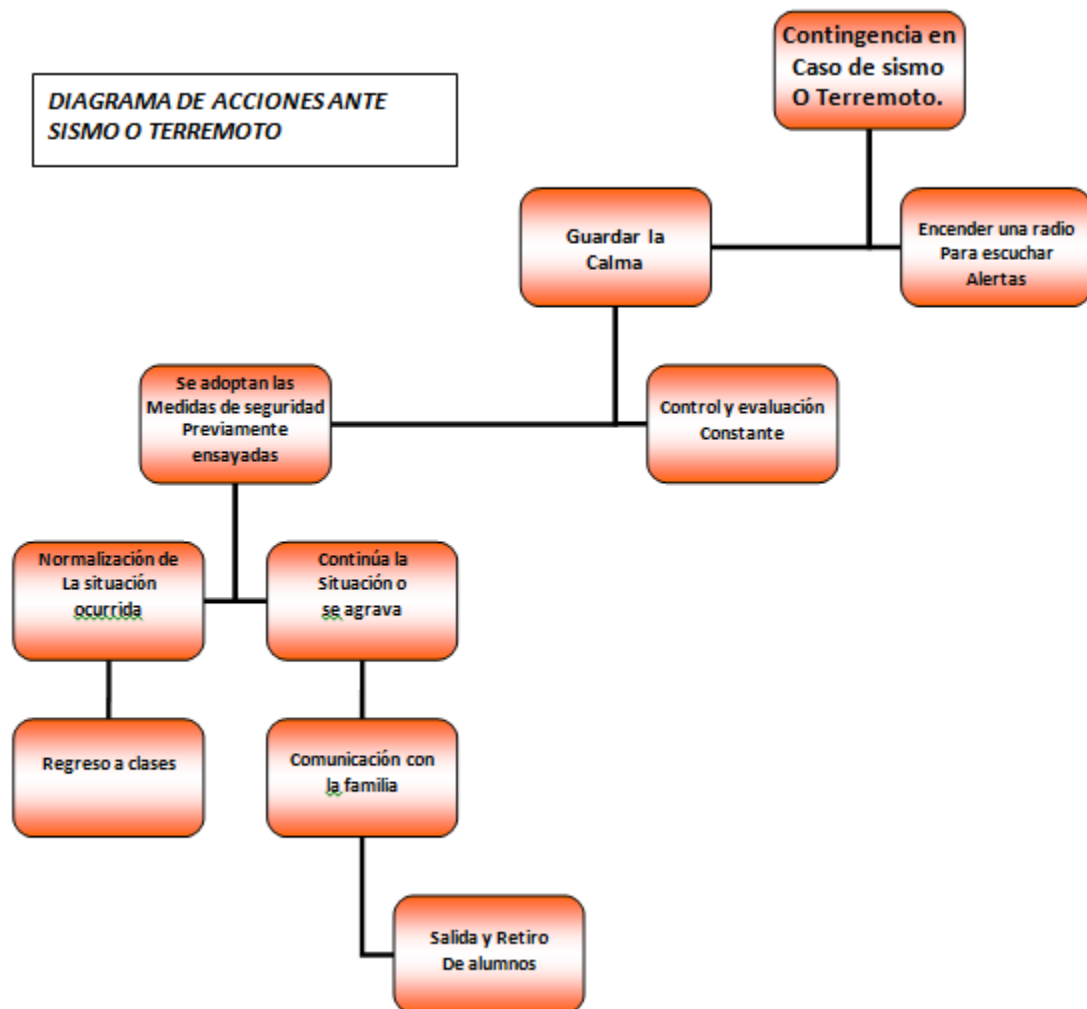 Contingencia en
Caso de sismo
O Terremoto.
DIAGRAMA DE ACCIONES ANTE
SISMO O TERREMOTO
Guardar la
Calma
Encender una radio
Para escuchar
Alertas
Se adoptan las
Medidas de seguridad
Previamente
ensayadas
Control y evaluación
Constante
Normalización de
La situación
ocurrida
Continúa la
Situación o
se agrava
Regreso a clases
Comunicación con
la familia
Salida y Retiro
De alumnos